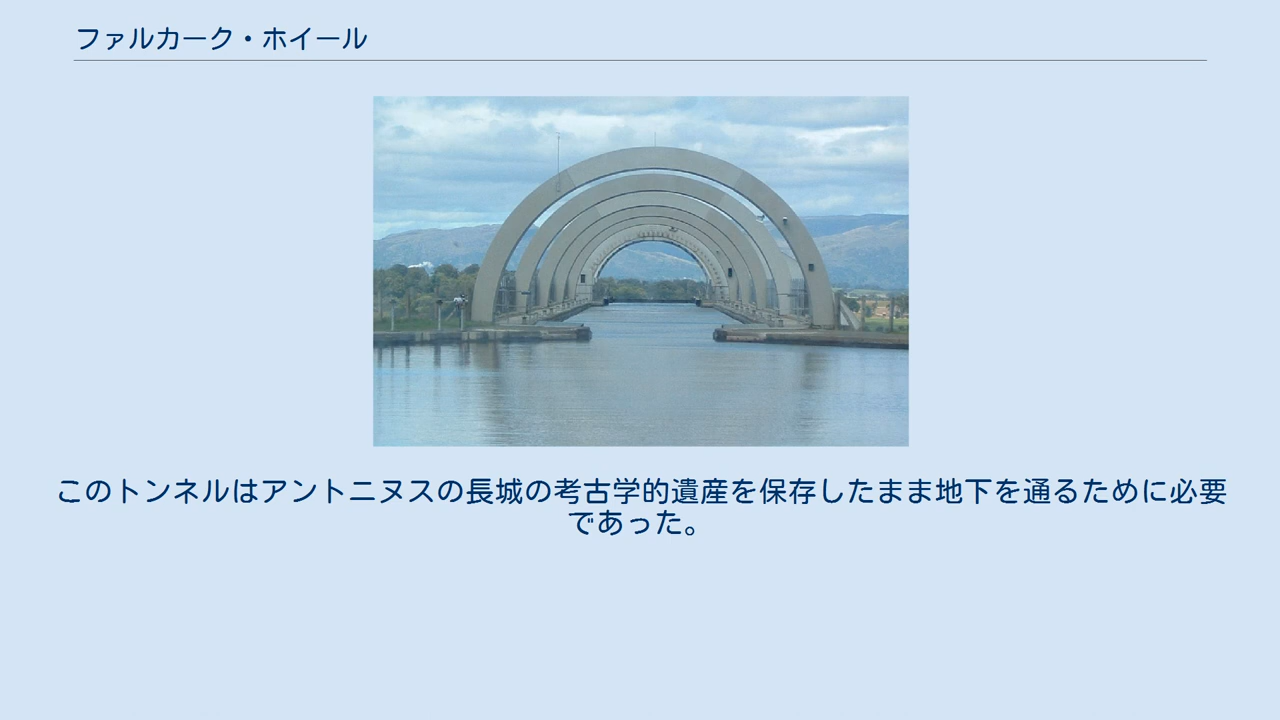 ファルカーク・ホイール
このトンネルはアントニヌスの長城の考古学的遺産を保存したまま地下を通るために必要
であった。